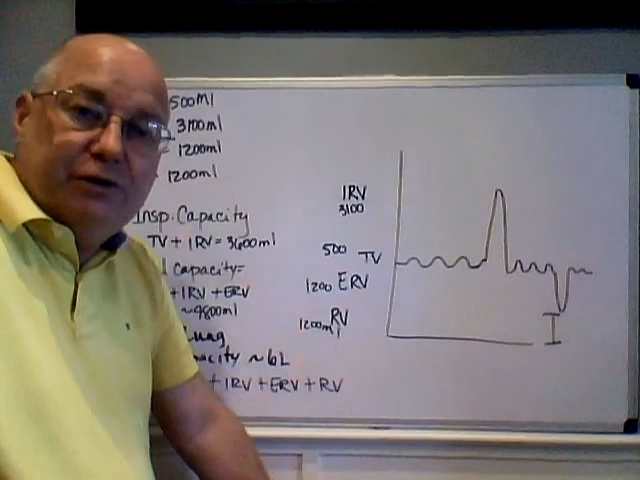 500ml
3100ml
1200ml
1200ml
Insp. Capacity
TV + IRV = 3600ml
l capacity=
+ IRV + ERV
~4800ml
Lung
pacity ~ 6L
+ IRV + ERV + RV
IRV
3100
500 TV
1200 ERV
RV
1200ml